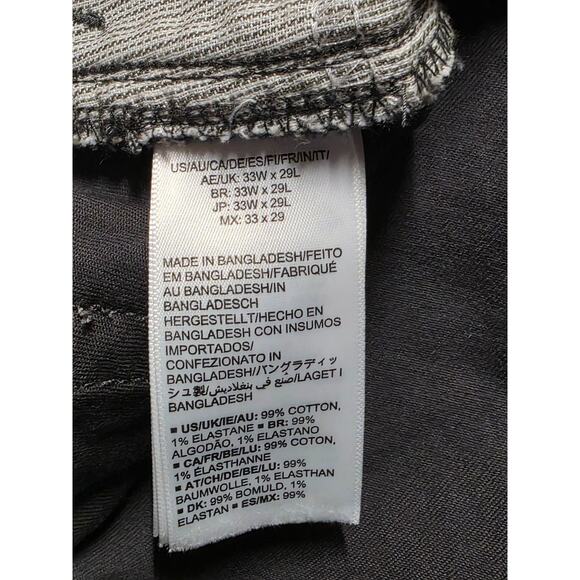 US/AU/CA/DE/ES/FI/FR/IN/IT/
AE/UK: 33W x 29L
BR: 33W x 29L
JP: 33W x 29L
MX: 33 x 29
MADE IN BANGLADESH/FEITO
EM BANGLADESH/FABRIQUÉ
AU BANGLADESH/IN
BANGLADESCH
HERGESTELLT/HECHO EN
BANGLADESH CON INSUMOS
IMPORTADOS/
CONFEZIONATO IN
BANGLADESH/バングラディッ
シュ製/صنع في بنغلاديش/LAGET I
BANGLADESH
▪ US/UK/IE/AU: 99% COTTON,
1% ELASTANE ▪ BR: 99%
ALGODÃO, 1% ELASTANO
▪ CA/FR/BE/LU: 99% COTON,
1% ÉLASTHANNE
▪ AT/CH/DE/BE/LU: 99%
BAUMWOLLE, 1% ELASTHAN
▪ DK: 99% BOMULD, 1%
ELASTAN ▪ ES/MX: 99%